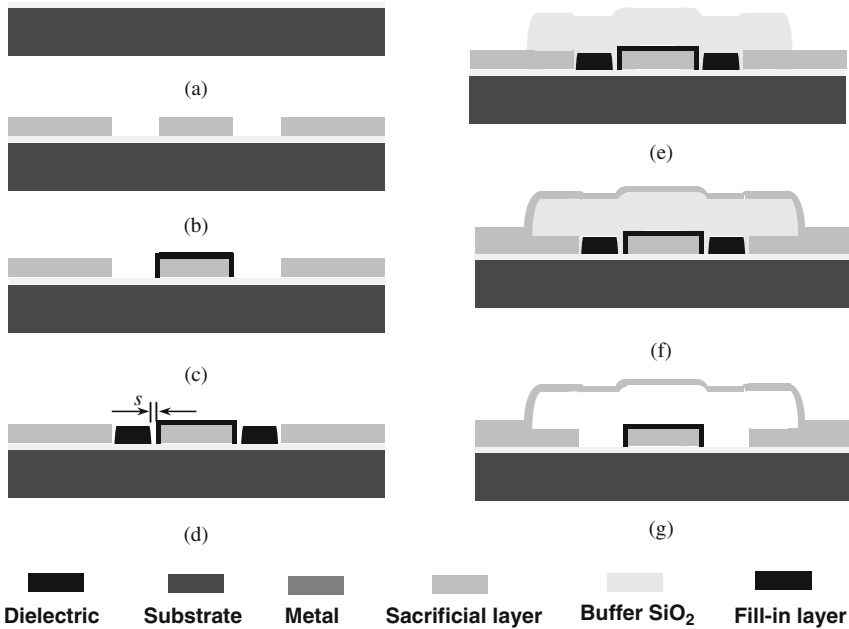 (a)
(b)
(c)
s
(d)
(e)
(f)
(g)
Dielectric Substrate Metal Sacrificial layer Buffer SiO₂ Fill-in layer